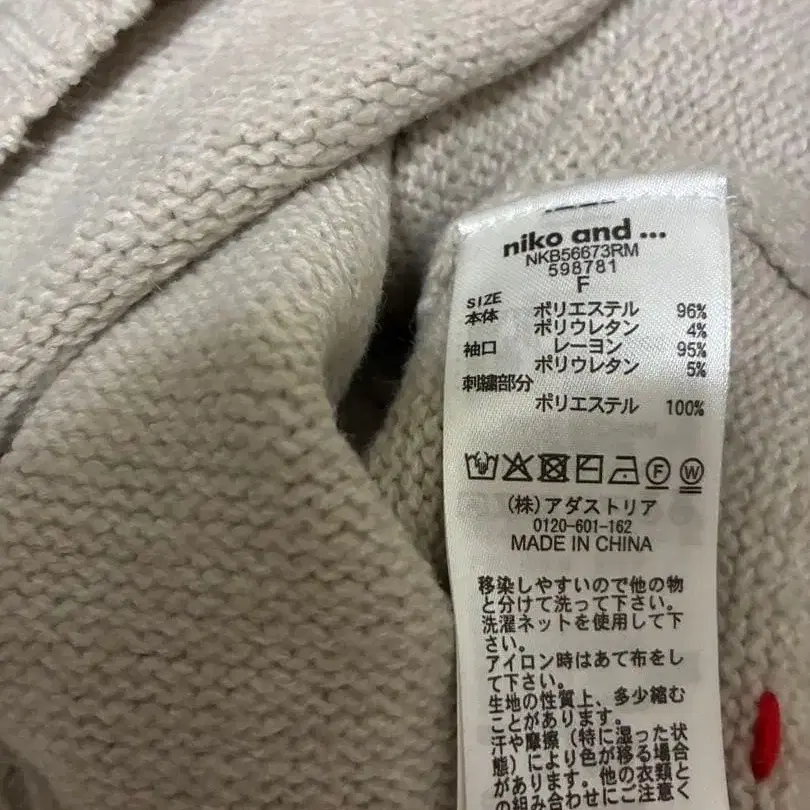 niko and ...
NKB56673RM
598781
F
SIZE
本体 ポリエステル 96%
ポリウレタン 4%
袖口 レーヨン 95%
ポリウレタン 5%
刺繍部分
ポリエステル 100%
F W
(株)アダストリア
0120-601-162
MADE IN CHINA
移染しやすいので他の物
と分けて洗って下さい。
洗濯ネットを使用して下
さい。
アイロン時はあて布をし
て下さい。
生地の性質上、多少縮む
ことがあります。
汗や摩擦(特に湿った状
態)により色が移る場合
があります。他の衣類と
の組み合わせにご注意く